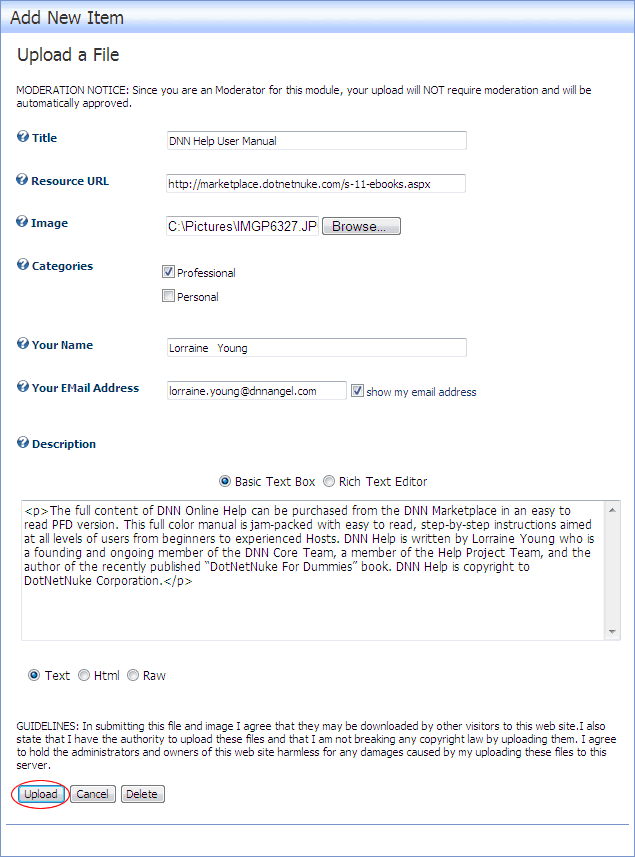 Add New Item
Upload a File
MODERATION NOTICE: Since you are an Moderator for this module, your upload will NOT require moderation and will be
automatically approved.
Title
DNN Help User Manual
Resource URL
http://marketplace.dotnetnuke.com/s-11-ebooks.aspx
Image
C:\Pictures\IMGP6327.JP
Browse...
Categories
Professional
Personal
Your Name
Lorraine Young
Your EMail Address
lorraine.young@dnnangel.com
show my email address
Description
Basic Text Box Rich Text Editor
<p>The full content of DNN Online Help can be purchased from the DNN Marketplace in an easy to
read PFD version. This full color manual is jam-packed with easy to read, step-by-step instructions aimed
at all levels of users from beginners to experienced Hosts. DNN Help is written by Lorraine Young who is
a founding and ongoing member of the DNN Core Team, a member of the Help Project Team, and the
author of the recently published “DotNetNuke For Dummies” book. DNN Help is copyright to
DotNetNuke Corporation.</p>
Text Html Raw
GUIDELINES: In submitting this file and image I agree that they may be downloaded by other visitors to this web site.I also
state that I have the authority to upload these files and that I am not breaking any copyright law by uploading them. I agree
to hold the administrators and owners of this web site harmless for any damages caused by my uploading these files to this
server.
Upload Cancel Delete